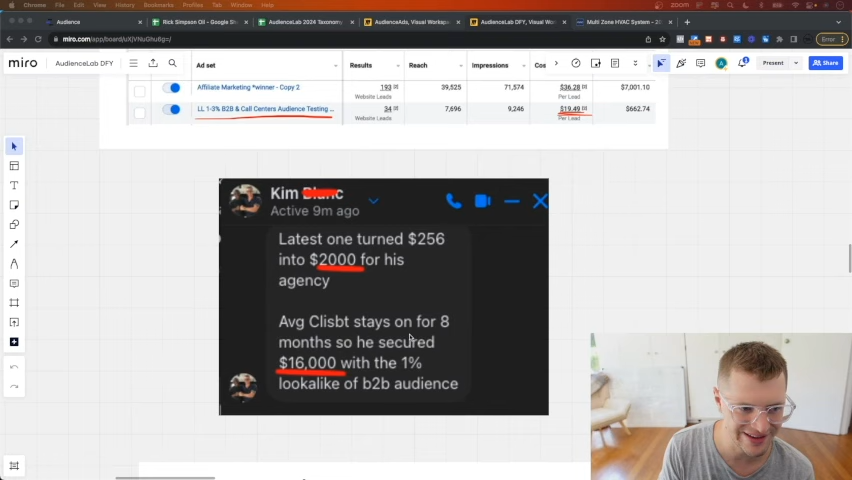 Chrome File Edit View History Bookmarks Profiles Tab Window Help zoom
Audience
Rick Simpson Oil - Google Sh
AudienceLab 2024 Taxonomy
AudienceAds, Visual Workspa
AudienceLab DFY, Visual Wor
Multi Zone HVAC System – 20
miro.com/app/board/uXjVNuGhu6g=/
Error
miro AudienceLab DFY Present Share
Ad set Results Reach Impressions Cos
Affiliate Marketing *winner - Copy 2 193 39,525 71,574 $36.28 $7,001.10
Website Leads Per Lead
LL 1-3% B2B & Call Centers Audience Testing ... 34 7,696 9,246 $19.49 $662.74
Website Leads Per Lead
Kim
Active 9m ago
Latest one turned $256
into $2000 for his
agency
Avg Clisbt stays on for 8
months so he secured
$16,000 with the 1%
lookalike of b2b audience